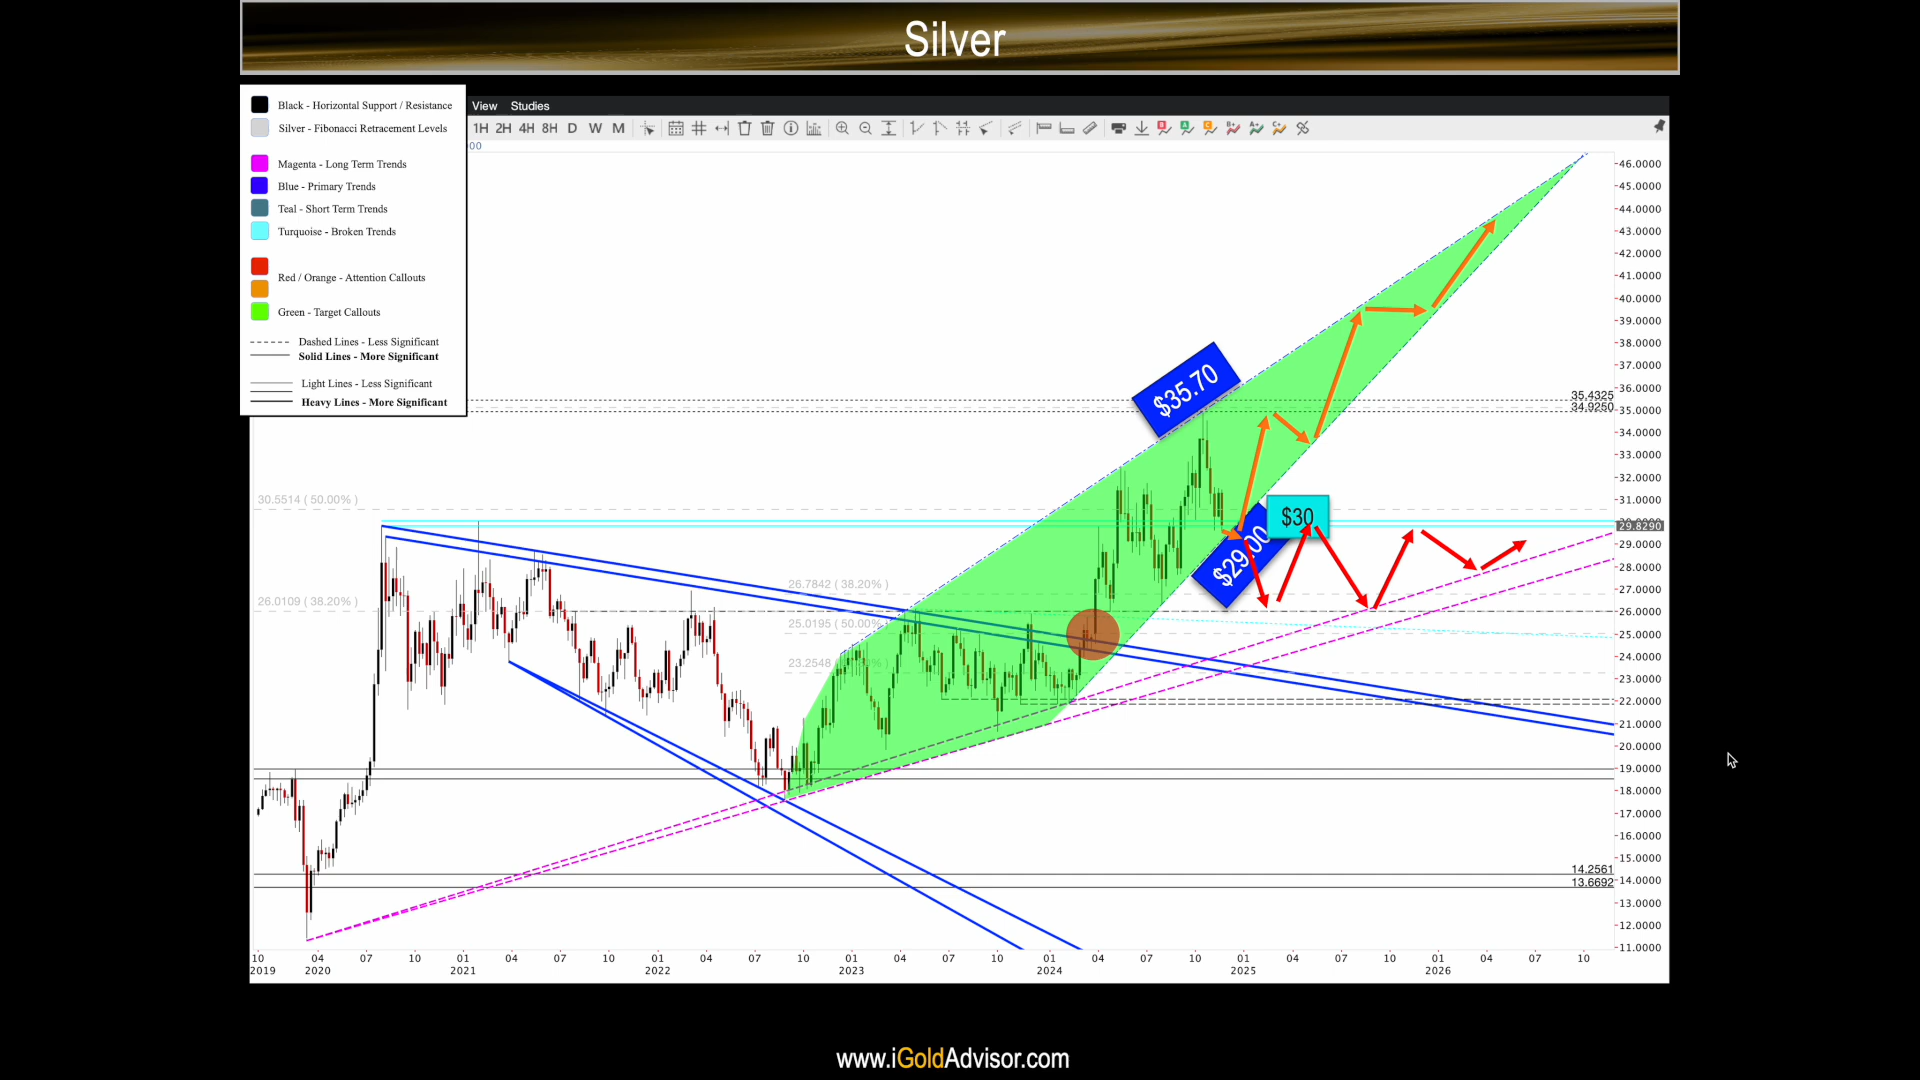 Silver
Black - Horizontal Support / Resistance
Silver - Fibonacci Retracement Levels
Magenta - Long Term Trends
Blue - Primary Trends
Teal - Short Term Trends
Turquoise - Broken Trends
Red / Orange - Attention Callouts
Green - Target Callouts
Dashed Lines - Less Significant
Solid Lines - More Significant
Light Lines - Less Significant
Heavy Lines - More Significant
View Studies
1H 2H 4H 8H D W M
00
46.0000
45.0000
44.0000
43.0000
42.0000
41.0000
40.0000
39.0000
38.0000
37.0000
36.0000
35.4325
34.9250
35.0000
34.0000
33.0000
32.0000
31.0000
29.8290
29.0000
28.0000
27.0000
26.0000
25.0000
24.0000
23.0000
22.0000
21.0000
20.0000
19.0000
18.0000
17.0000
16.0000
15.0000
14.2561
14.0000
13.6692
12.0000
11.0000
$35.70
$30
$29.00
30.5514 ( 50.00% )
26.7842 ( 38.20% )
26.0109 ( 38.20% )
25.0195 ( 50.00% )
23.2548
10 04 07 10 01 04 07 10 01 04 07 10 01 04 07 10 01 04 07 10 01 04 07 10 01 04 07 10
2019 2020 2021 2022 2023 2024 2025 2026
www.iGoldAdvisor.com